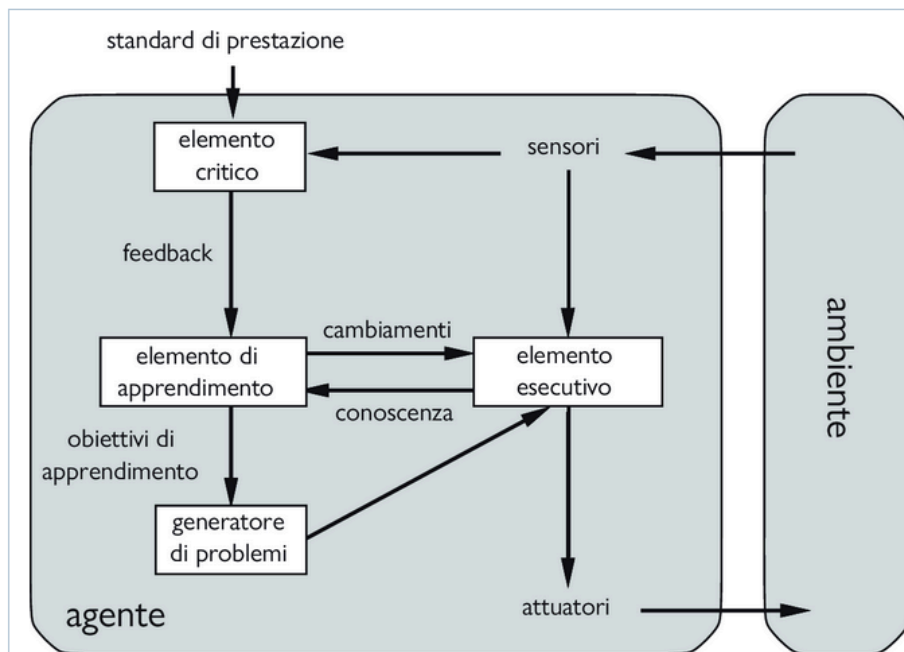 standard di prestazione
elemento
critico
sensori
feedback
cambiamenti
elemento di
apprendimento
elemento
esecutivo
conoscenza
obiettivi di
apprendimento
generatore
di problemi
attuatori
agente
ambiente